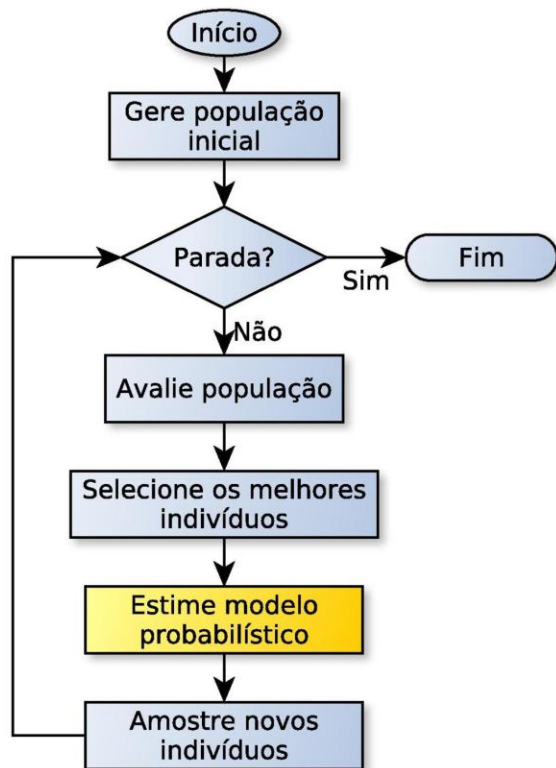 Início
Gere população
inicial
Parada?
Sim
Fim
Não
Avalie população
Selecione os melhores
indivíduos
Estime modelo
probabilístico
Amostre novos
indivíduos